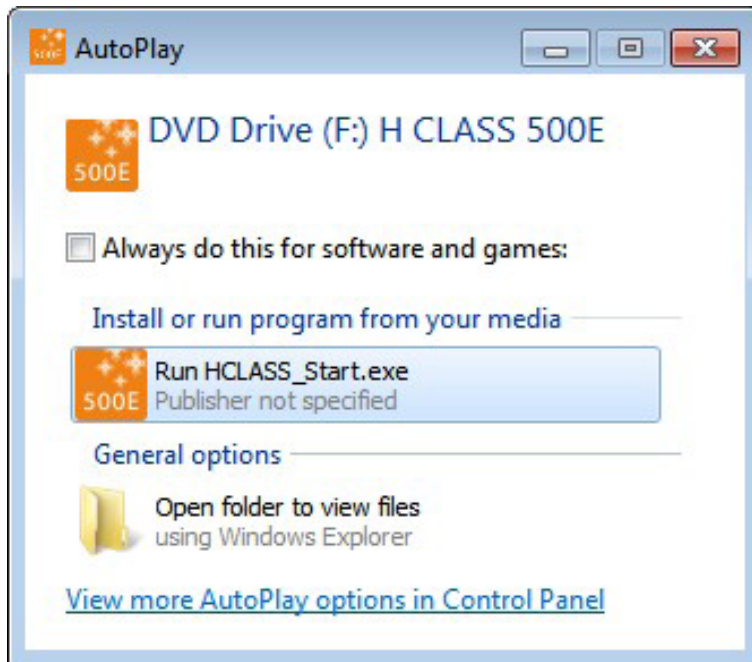 500E AutoPlay
500E
DVD Drive (F:) H CLASS 500E
Always do this for software and games:
Install or run program from your media
500E
Run HCLASS_Start.exe
Publisher not specified
General options
Open folder to view files
using Windows Explorer
View more AutoPlay options in Control Panel